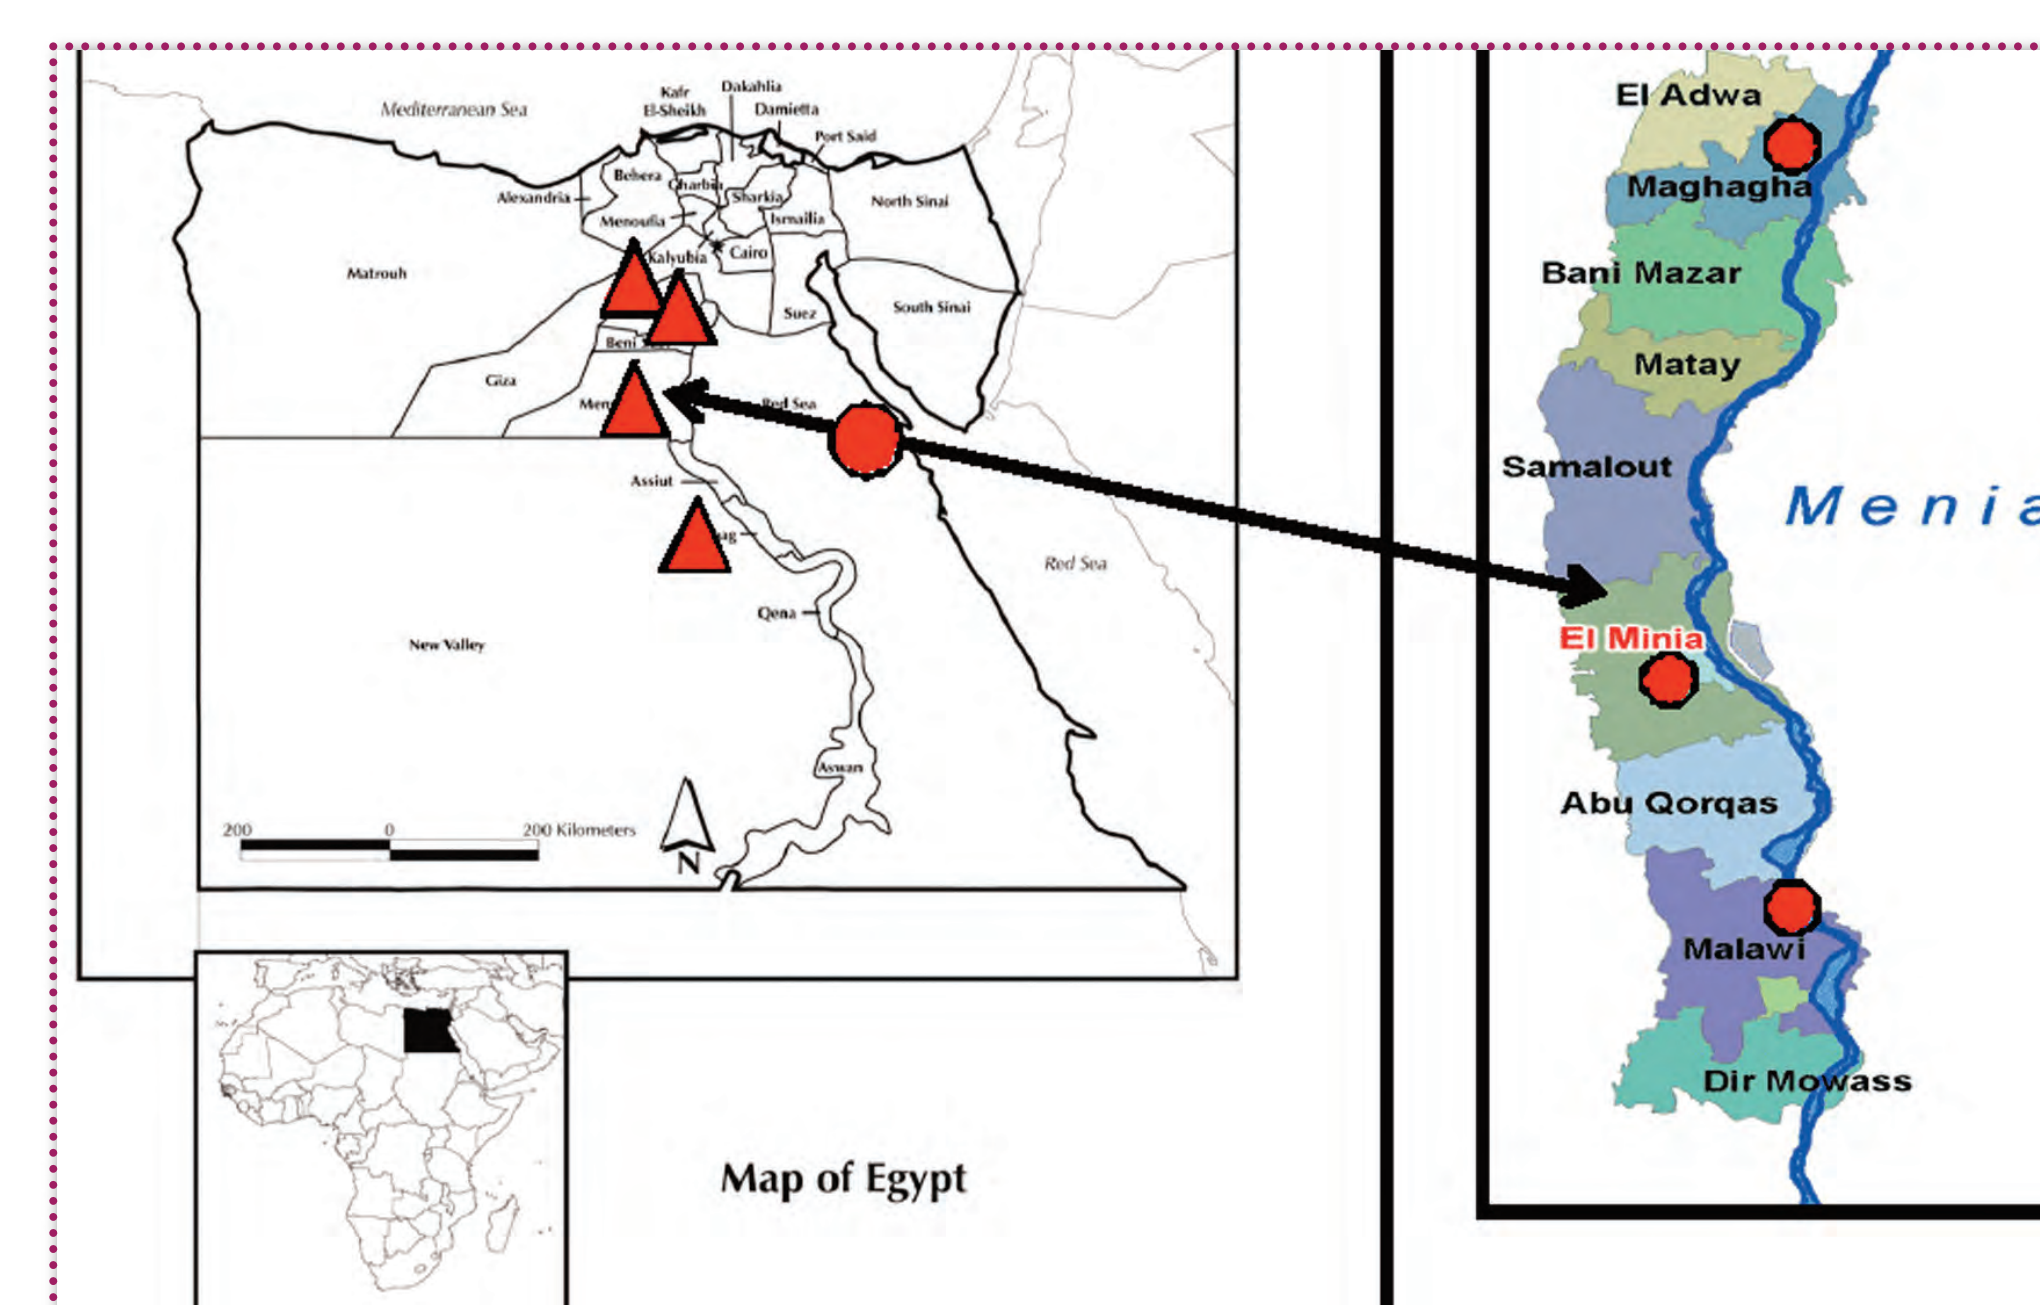 Mediterranean Sea
Kafr
El-Sheikh
Dakahlia
Damietta
Port Said
Alexandria
Behera
Gharbia
Sharkia
Menoufia
Ismailia
North Sinai
Kalyubia
Cairo
Matrouh
Suez
South Sinai
Beni
Giza
Red Sea
Assiut
Red Sea
Qena
New Valley
Aswan
200 0 200 Kilometers
N
Map of Egypt
El Adwa
Maghagha
Bani Mazar
Matay
Samalout
Menia
El Minia
Abu Qorqas
Malawi
Dir Mowass